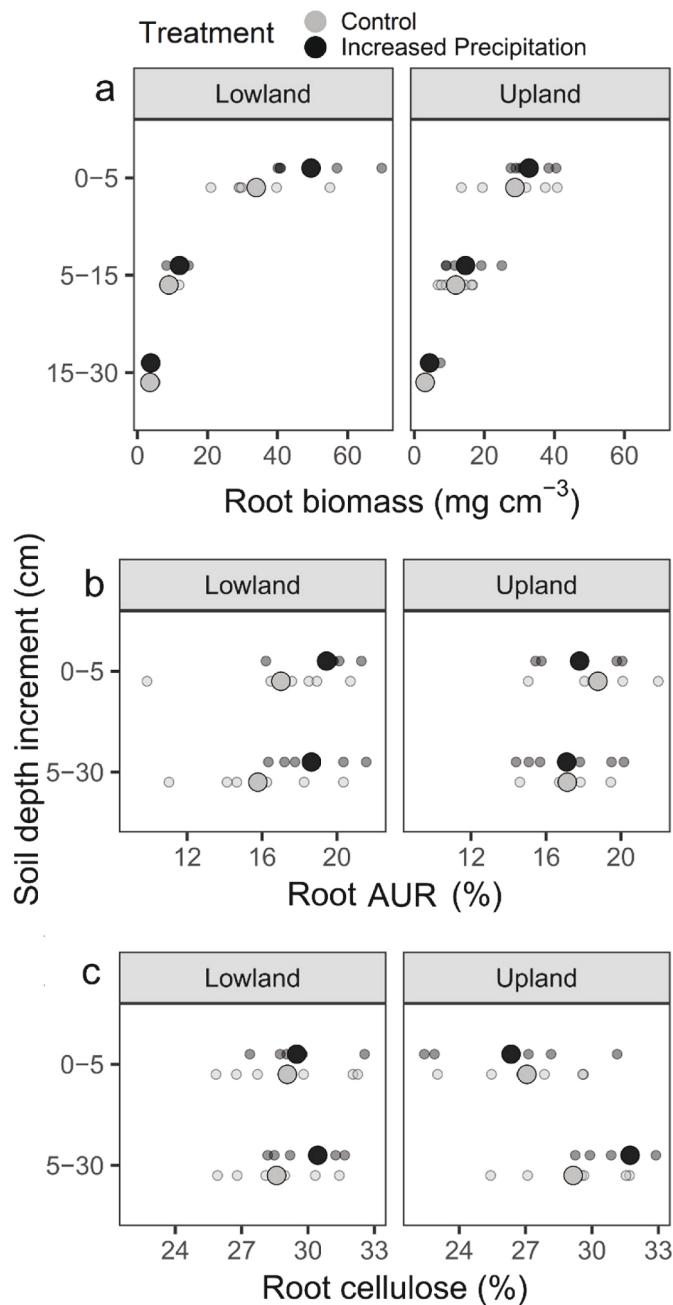 Treatment
Control
Increased Precipitation
a
Lowland
Upland
0−5
5−15
15−30
0 20 40 60
0 20 40 60
Root biomass (mg cm⁻³)
Soil depth increment (cm)
b
Lowland
Upland
0−5
5−30
12 16 20
12 16 20
Root AUR (%)
c
Lowland
Upland
0−5
5−30
24 27 30 33
24 27 30 33
Root cellulose (%)